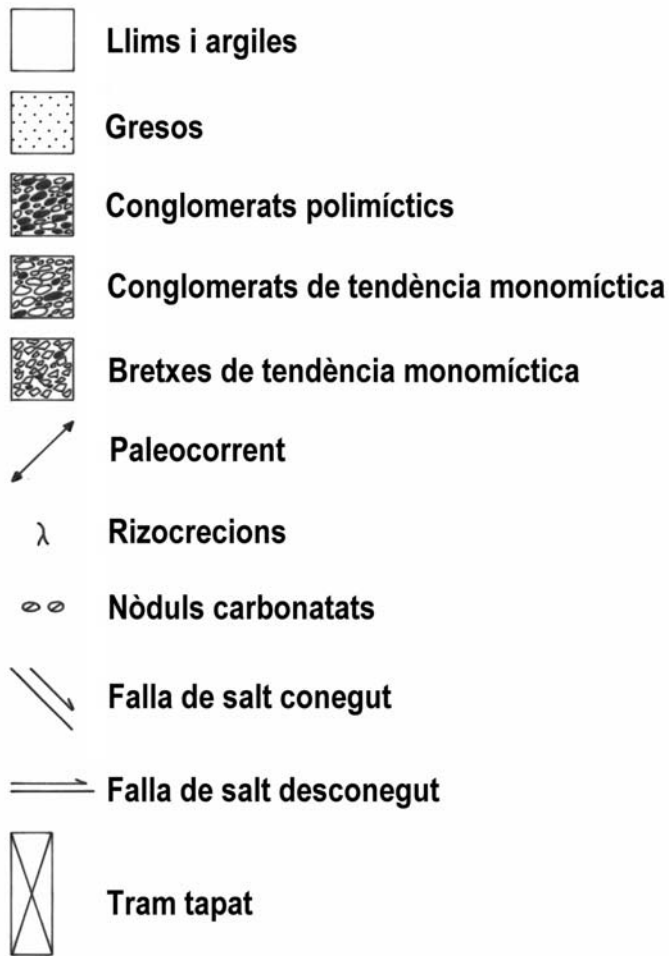 Llims i argiles
Gresos
Conglomerats polimíctics
Conglomerats de tendència monomíctica
Bretxes de tendència monomíctica
Paleocorrent
Rizocrecions
Nòduls carbonatats
Falla de salt conegut
Falla de salt desconegut
Tram tapat